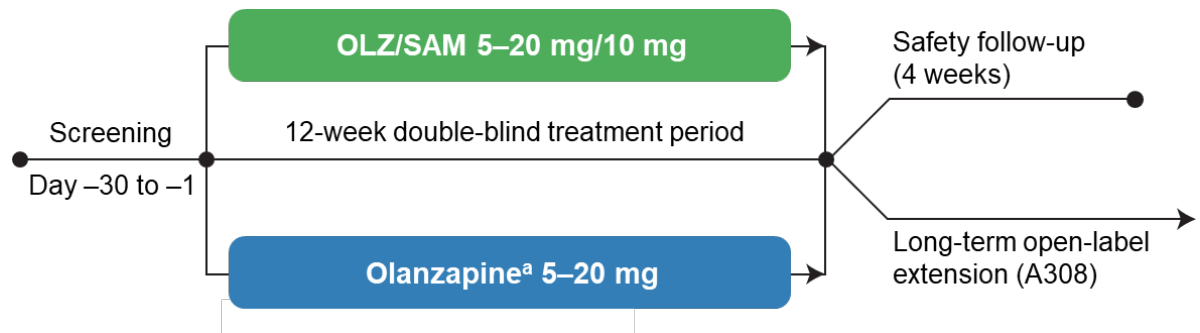 OLZ/SAM 5–20 mg/10 mg
Safety follow-up
(4 weeks)
Screening
12-week double-blind treatment period
Day –30 to –1
Olanzapineᵃ 5–20 mg
Long-term open-label
extension (A308)